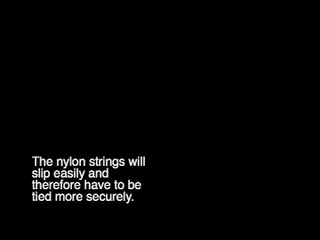 The nylon strings will
slip easily and
therefore have to be
tied more securely.